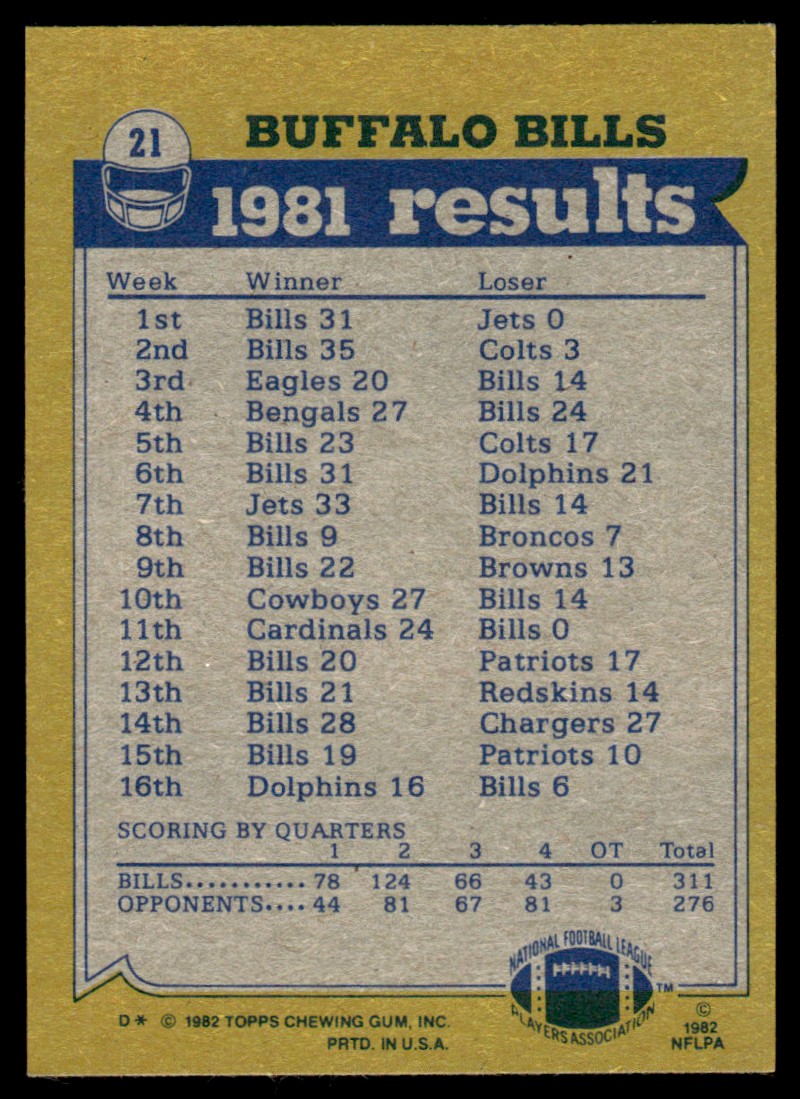 21
BUFFALO BILLS
1981 results
Week Winner Loser
1st Bills 31 Jets 0
2nd Bills 35 Colts 3
3rd Eagles 20 Bills 14
4th Bengals 27 Bills 24
5th Bills 23 Colts 17
6th Bills 31 Dolphins 21
7th Jets 33 Bills 14
8th Bills 9 Broncos 7
9th Bills 22 Browns 13
10th Cowboys 27 Bills 14
11th Cardinals 24 Bills 0
12th Bills 20 Patriots 17
13th Bills 21 Redskins 14
14th Bills 28 Chargers 27
15th Bills 19 Patriots 10
16th Dolphins 16 Bills 6
SCORING BY QUARTERS
1 2 3 4 OT Total
BILLS........... 78 124 66 43 0 311
OPPONENTS.... 44 81 67 81 3 276
NATIONAL FOOTBALL LEAGUE
PLAYERS ASSOCIATION
TM
D * © 1982 TOPPS CHEWING GUM, INC.
PRTD. IN U.S.A.
©
1982
NFLPA